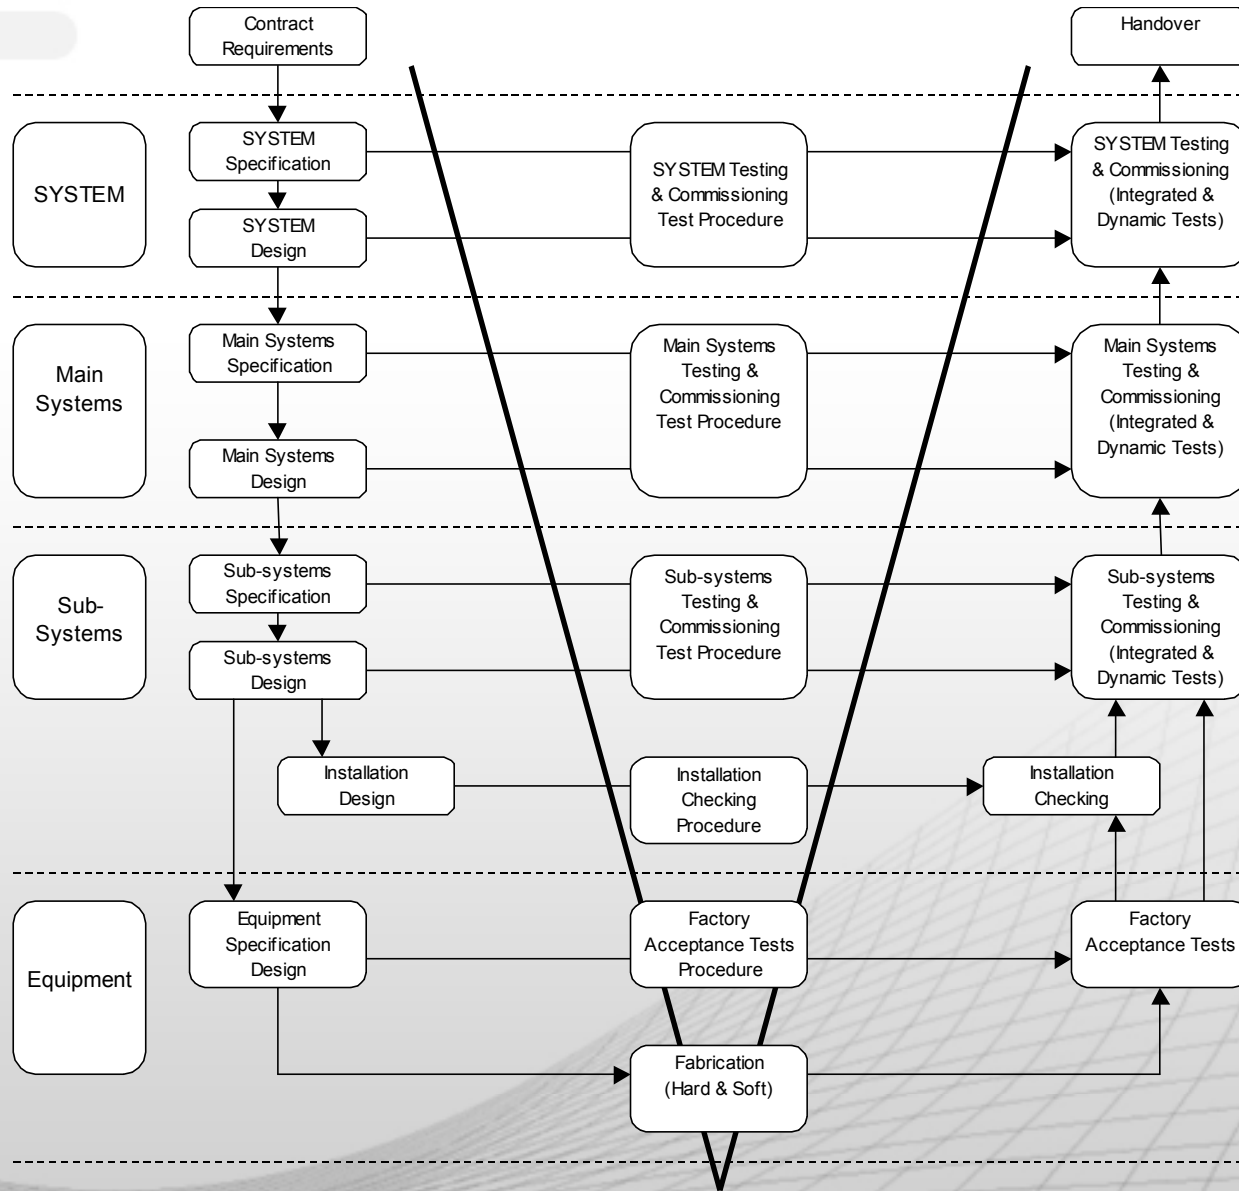 Contract
Requirements
Handover
SYSTEM
SYSTEM
Specification
SYSTEM
Design
SYSTEM Testing
& Commissioning
Test Procedure
SYSTEM Testing
& Commissioning
(Integrated &
Dynamic Tests)
Main
Systems
Main Systems
Specification
Main Systems
Design
Main Systems
Testing &
Commissioning
Test Procedure
Main Systems
Testing &
Commissioning
(Integrated &
Dynamic Tests)
Sub-
Systems
Sub-systems
Specification
Sub-systems
Design
Sub-systems
Testing &
Commissioning
Test Procedure
Sub-systems
Testing &
Commissioning
(Integrated &
Dynamic Tests)
Installation
Design
Installation
Checking
Procedure
Installation
Checking
Equipment
Equipment
Specification
Design
Factory
Acceptance Tests
Procedure
Factory
Acceptance Tests
Fabrication
(Hard & Soft)